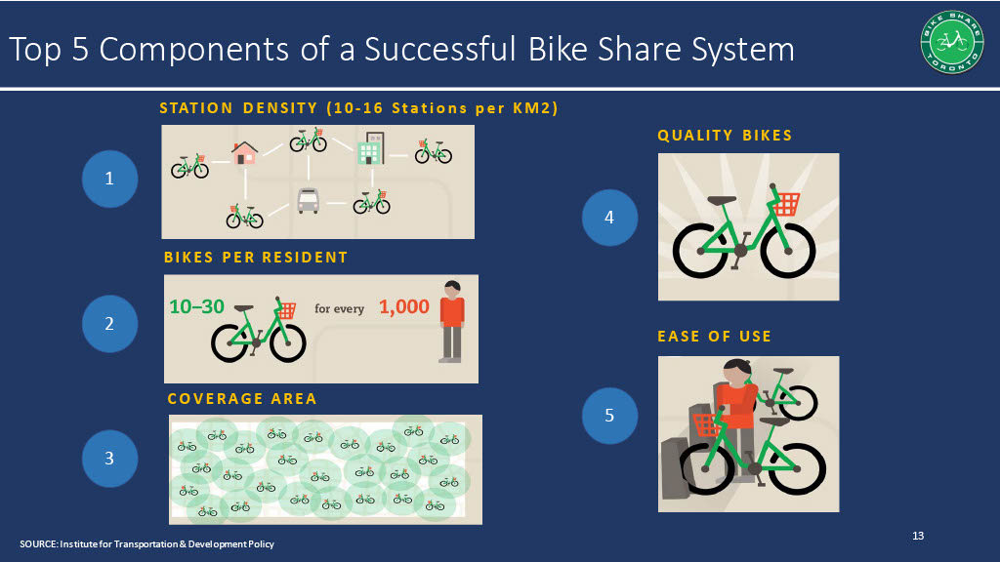 Top 5 Components of a Successful Bike Share System
BIKE SHARE
TORONTO
STATION DENSITY (10-16 Stations per KM2)
1
BIKES PER RESIDENT
2
10–30 for every 1,000
COVERAGE AREA
3
QUALITY BIKES
4
EASE OF USE
5
SOURCE: Institute for Transportation & Development Policy
13